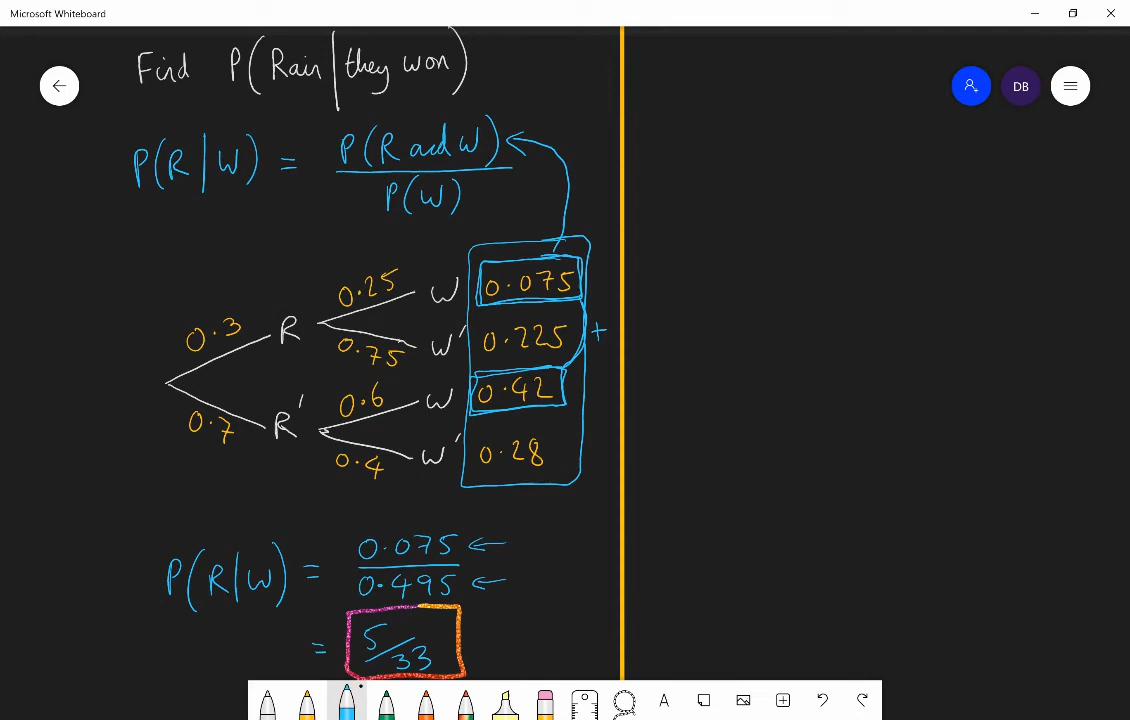 Microsoft Whiteboard
Find P(Rain | they won)
DB
P(R | W) = P(R and W) / P(W)
0.25 W 0.075
0.3 R
0.75 W' 0.225 +
0.6 W 0.42
0.7 R'
0.4 W' 0.28
P(R | W) = 0.075 ← / 0.495 ←
= 5/33
A